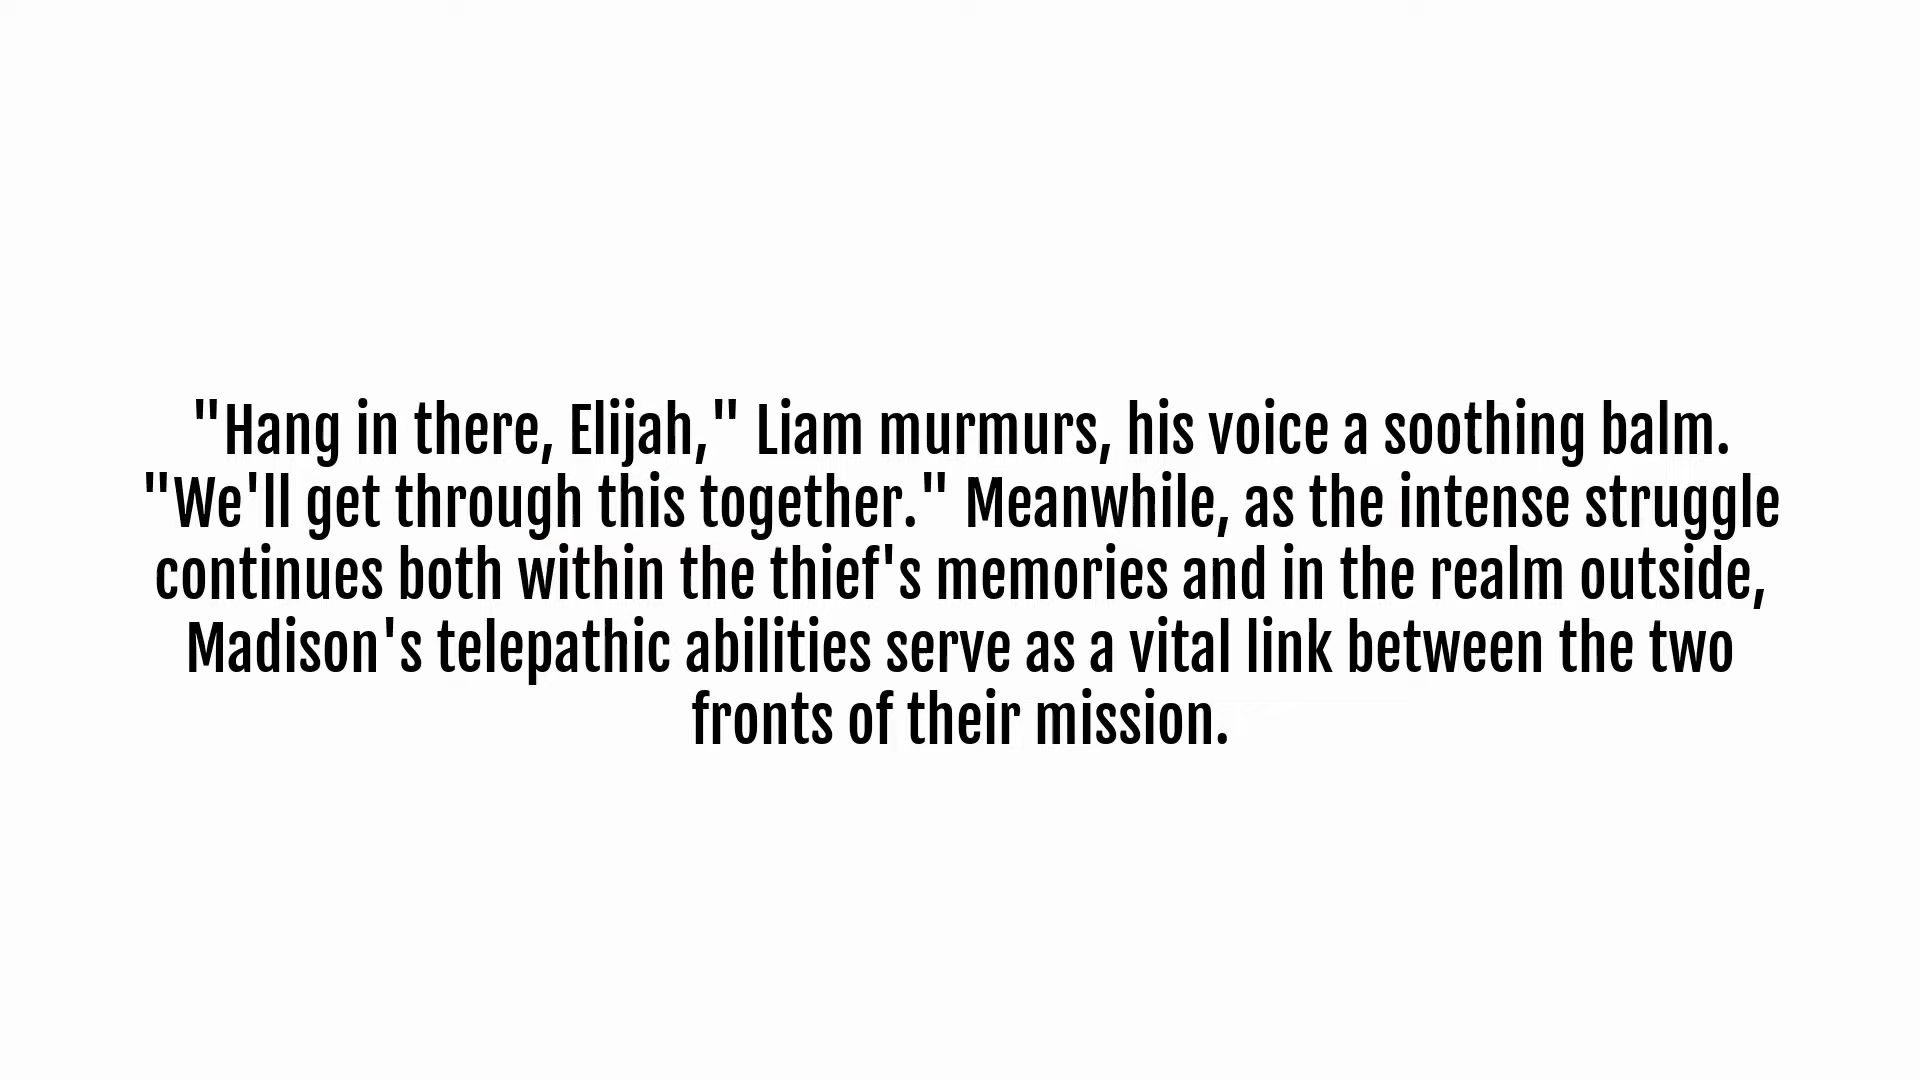 "Hang in there, Elijah," Liam murmurs, his voice a soothing balm.
"We'll get through this together." Meanwhile, as the intense struggle
continues both within the thief's memories and in the realm outside,
Madison's telepathic abilities serve as a vital link between the two
fronts of their mission.